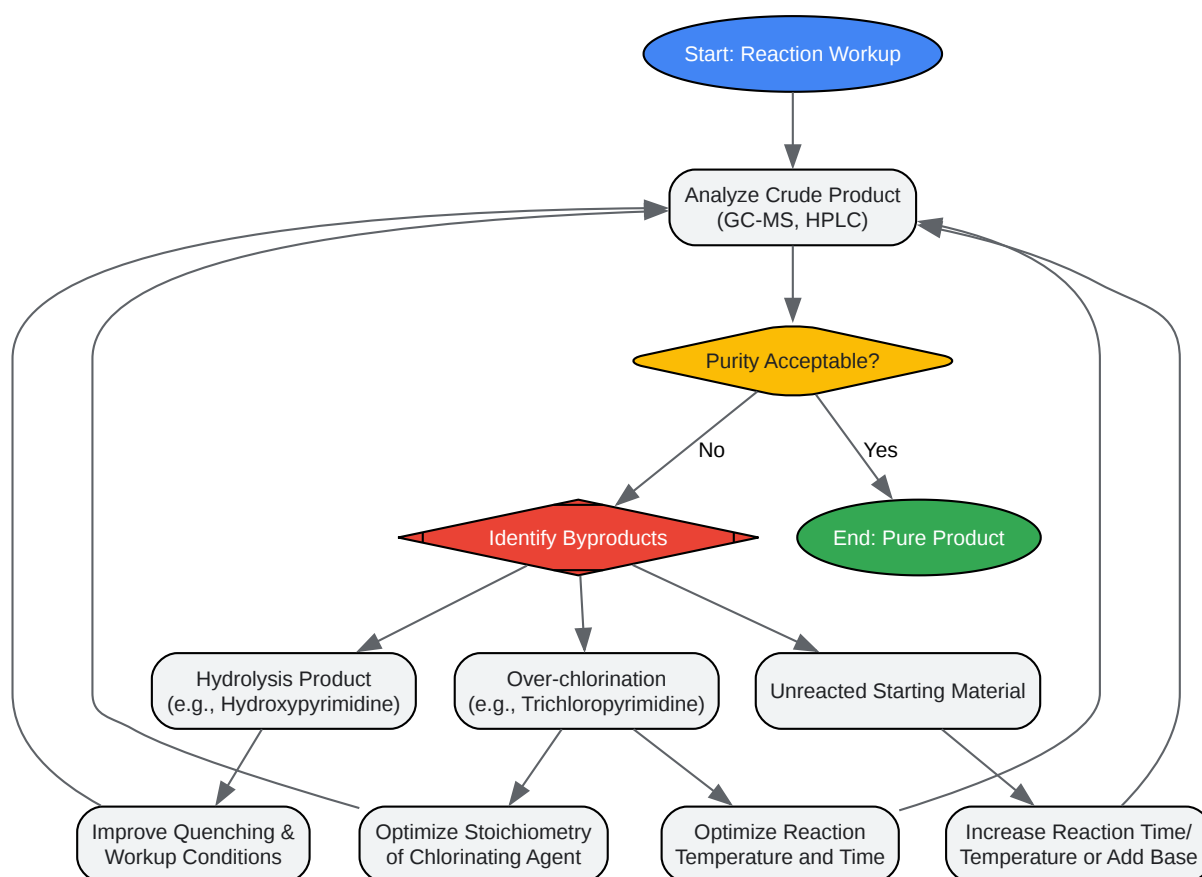 Start: Reaction Workup
Analyze Crude Product
(GC-MS, HPLC)
Purity Acceptable?
No
Yes
Identify Byproducts
End: Pure Product
Hydrolysis Product
(e.g., Hydroxypyrimidine)
Over-chlorination
(e.g., Trichloropyrimidine)
Unreacted Starting Material
Improve Quenching &
Workup Conditions
Optimize Stoichiometry
of Chlorinating Agent
Optimize Reaction
Temperature and Time
Increase Reaction Time/
Temperature or Add Base